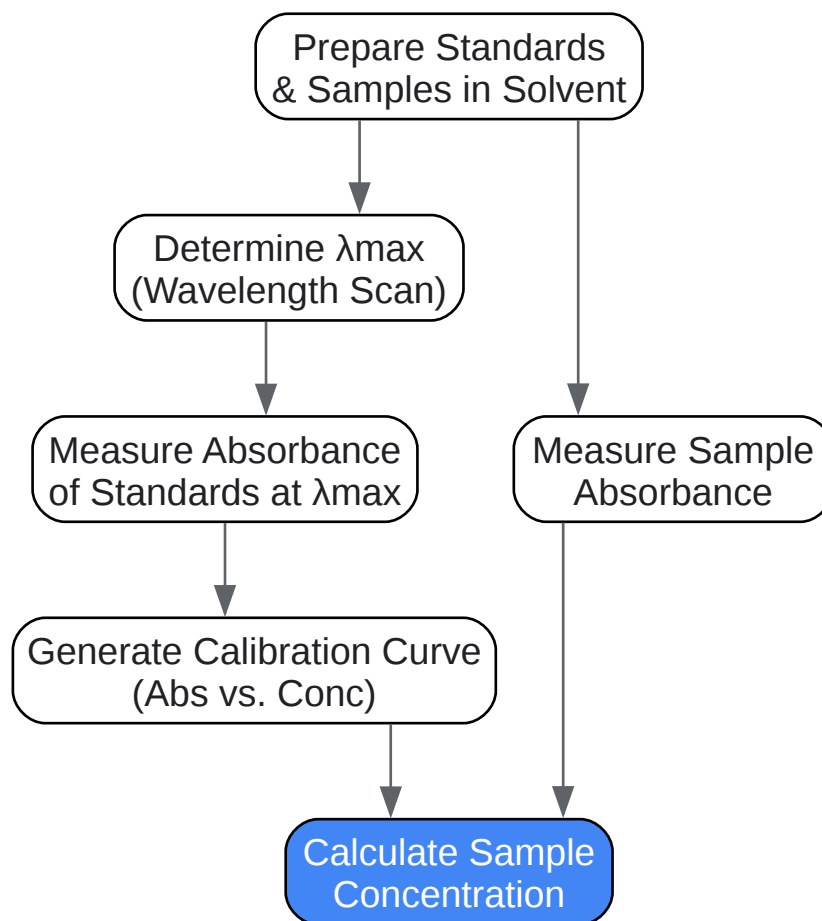 Prepare Standards
& Samples in Solvent
Determine λmax
(Wavelength Scan)
Measure Absorbance
of Standards at λmax
Measure Sample
Absorbance
Generate Calibration Curve
(Abs vs. Conc)
Calculate Sample
Concentration